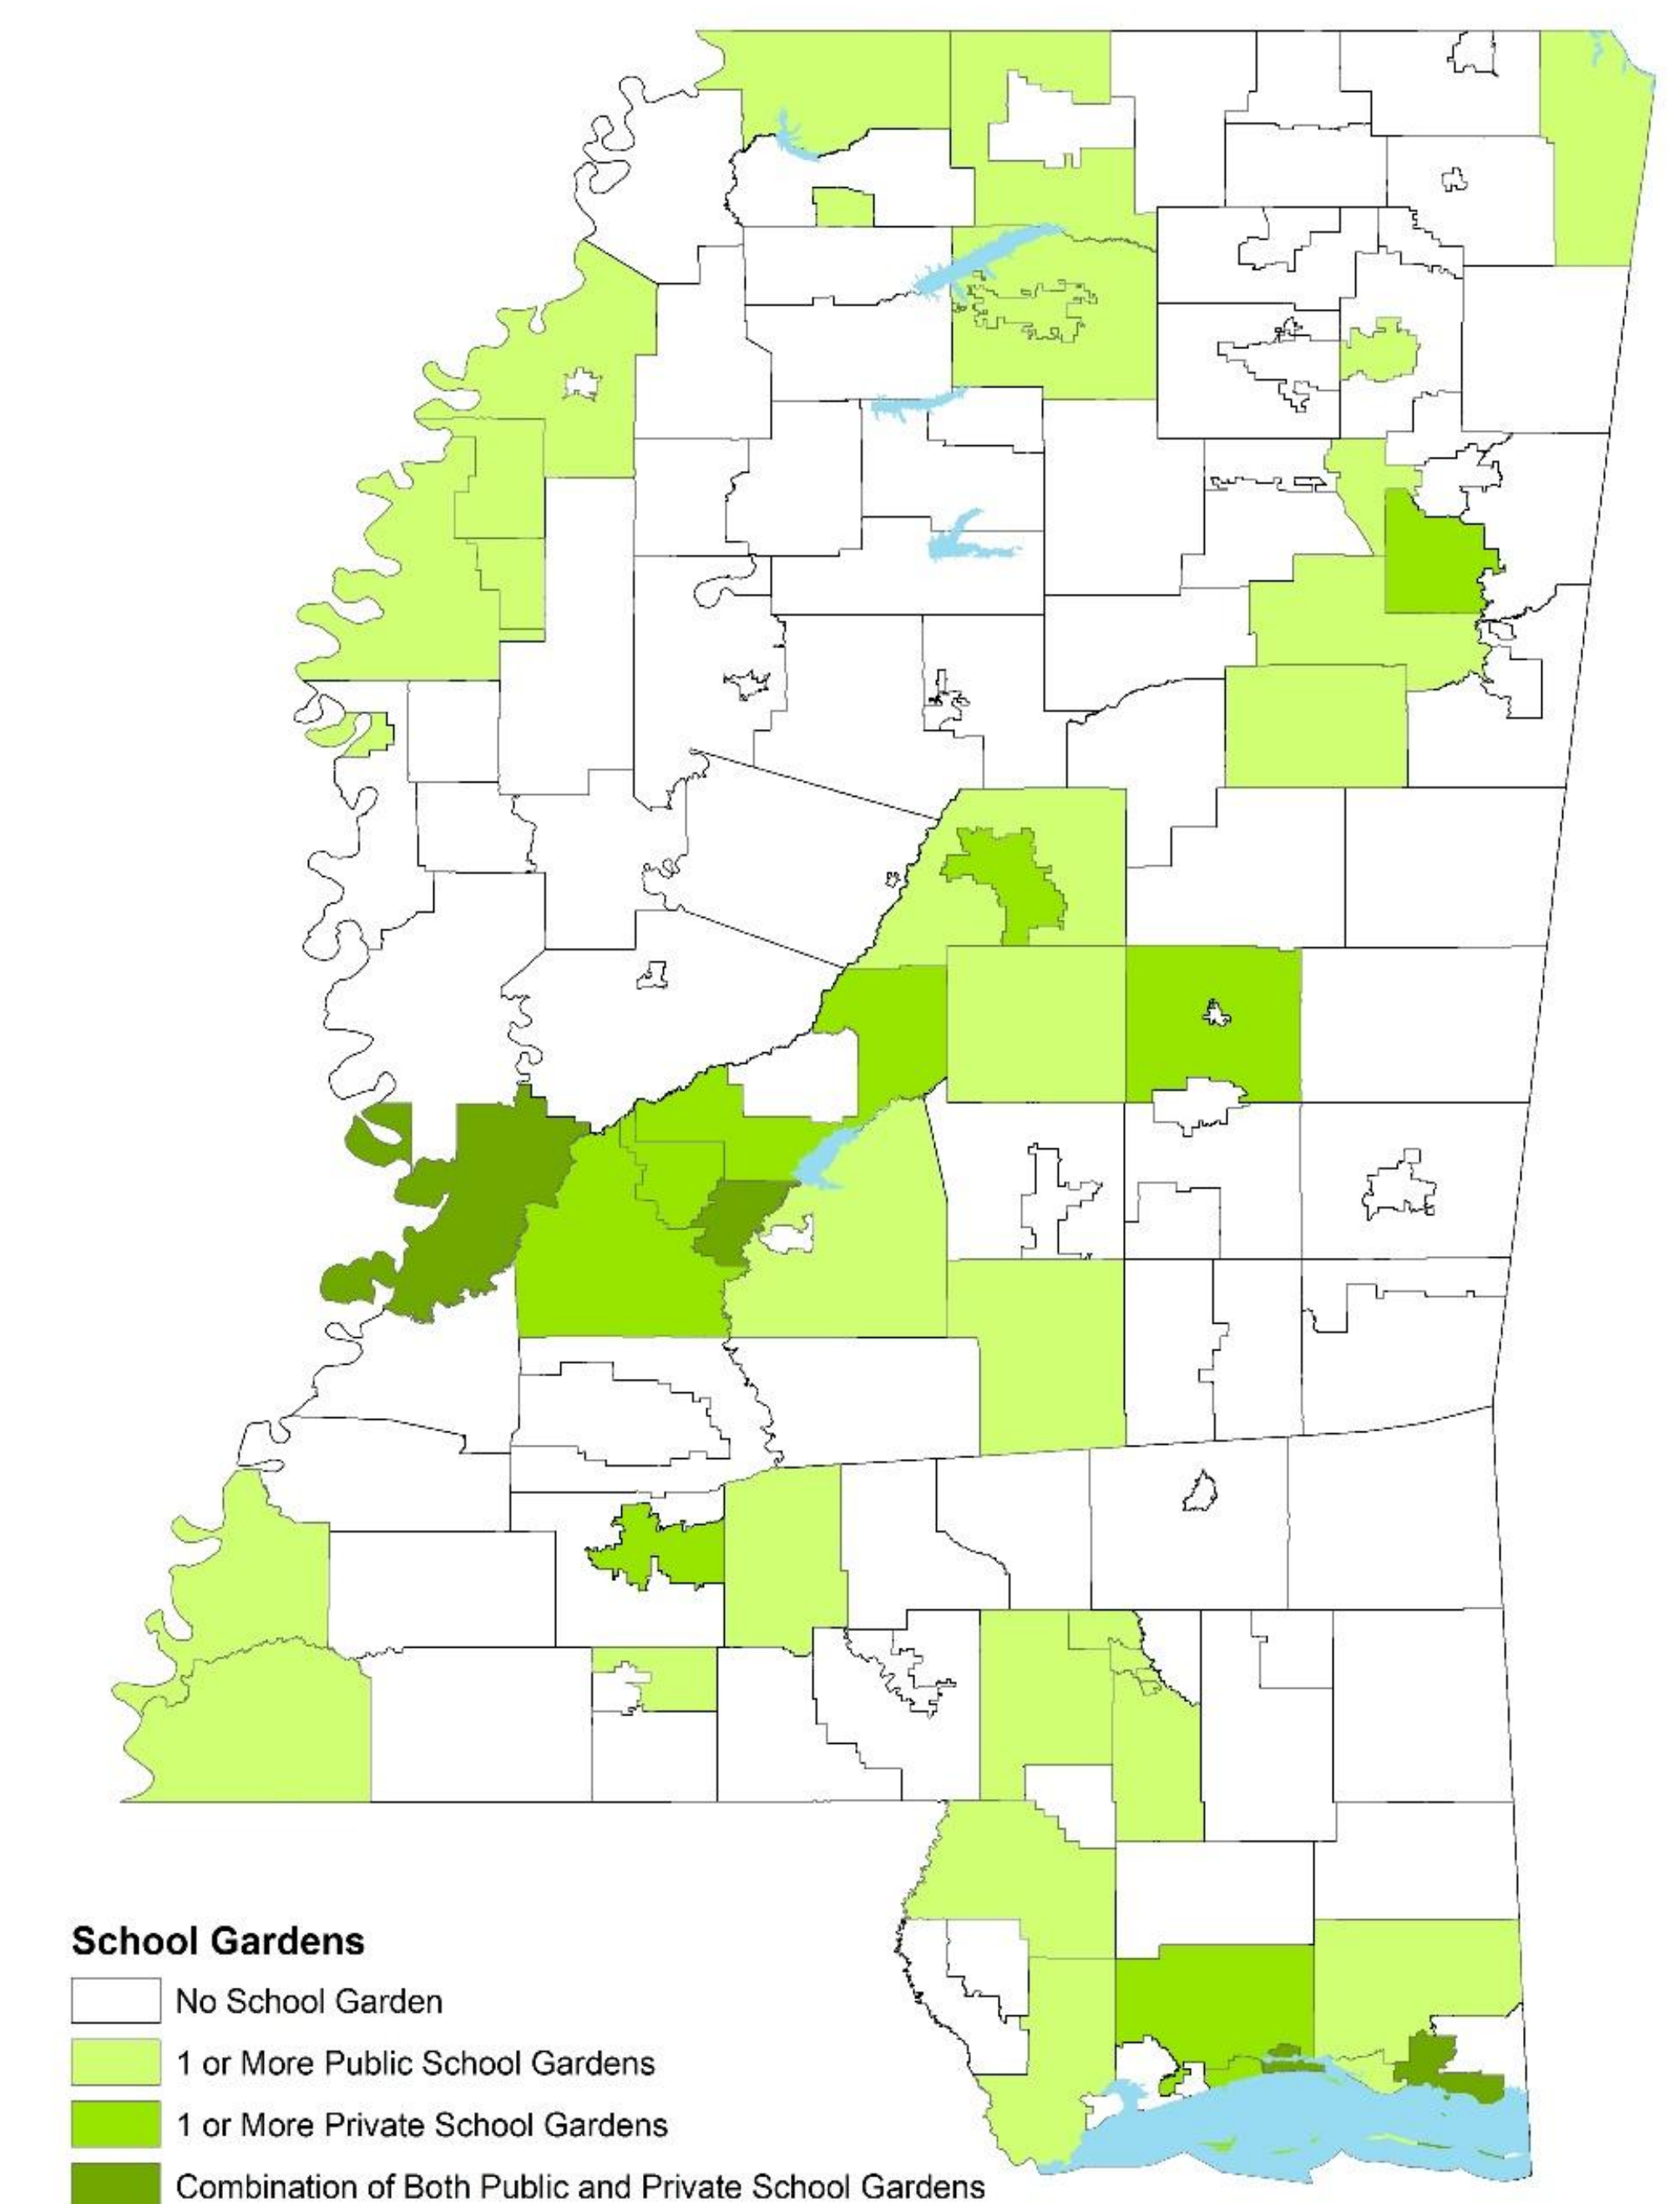 School Gardens
No School Garden
1 or More Public School Gardens
1 or More Private School Gardens
Combination of Both Public and Private School Gardens